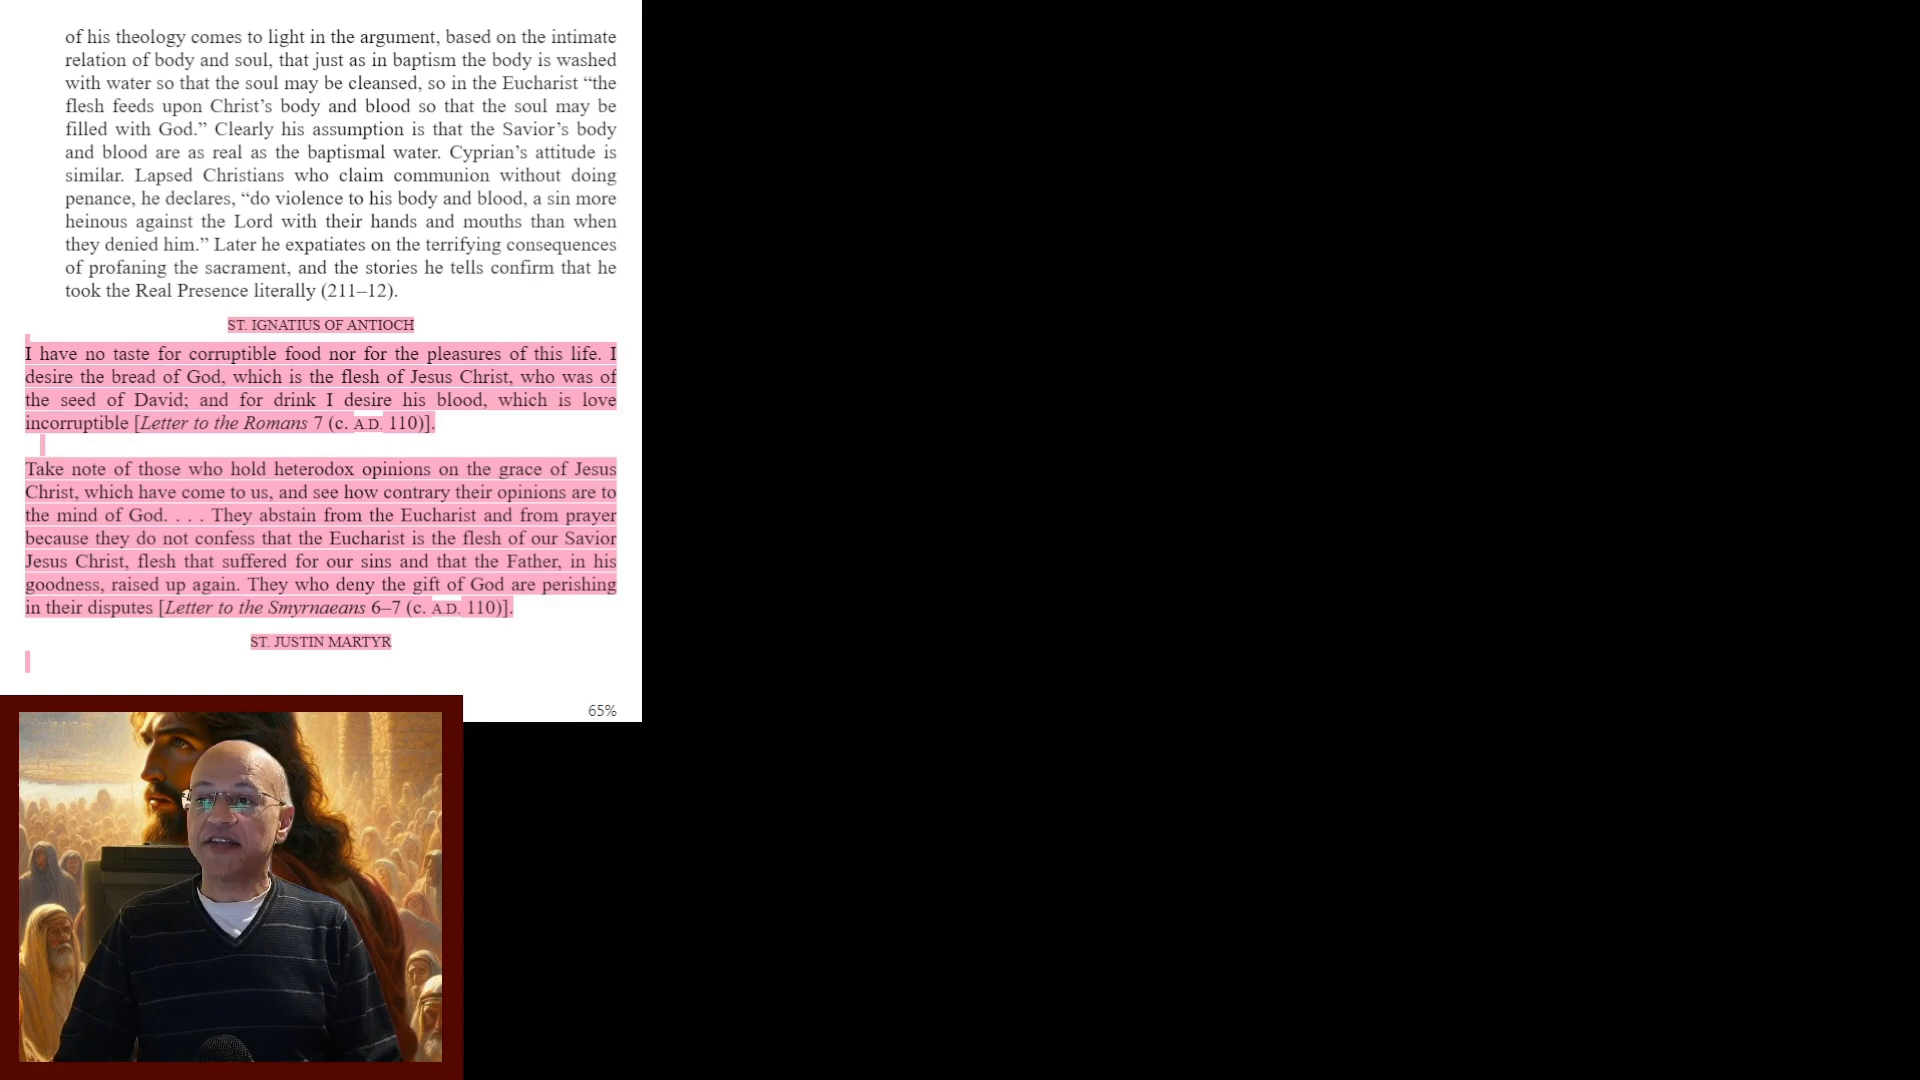 of his theology comes to light in the argument, based on the intimate
relation of body and soul, that just as in baptism the body is washed
with water so that the soul may be cleansed, so in the Eucharist “the
flesh feeds upon Christ’s body and blood so that the soul may be
filled with God.” Clearly his assumption is that the Savior’s body
and blood are as real as the baptismal water. Cyprian’s attitude is
similar. Lapsed Christians who claim communion without doing
penance, he declares, “do violence to his body and blood, a sin more
heinous against the Lord with their hands and mouths than when
they denied him.” Later he expatiates on the terrifying consequences
of profaning the sacrament, and the stories he tells confirm that he
took the Real Presence literally (211–12).
ST. IGNATIUS OF ANTIOCH
I have no taste for corruptible food nor for the pleasures of this life. I
desire the bread of God, which is the flesh of Jesus Christ, who was of
the seed of David; and for drink I desire his blood, which is love
incorruptible [Letter to the Romans 7 (c. A.D. 110)].
Take note of those who hold heterodox opinions on the grace of Jesus
Christ, which have come to us, and see how contrary their opinions are to
the mind of God. . . . They abstain from the Eucharist and from prayer
because they do not confess that the Eucharist is the flesh of our Savior
Jesus Christ, flesh that suffered for our sins and that the Father, in his
goodness, raised up again. They who deny the gift of God are perishing
in their disputes [Letter to the Smyrnaeans 6–7 (c. A.D. 110)].
ST. JUSTIN MARTYR
65%